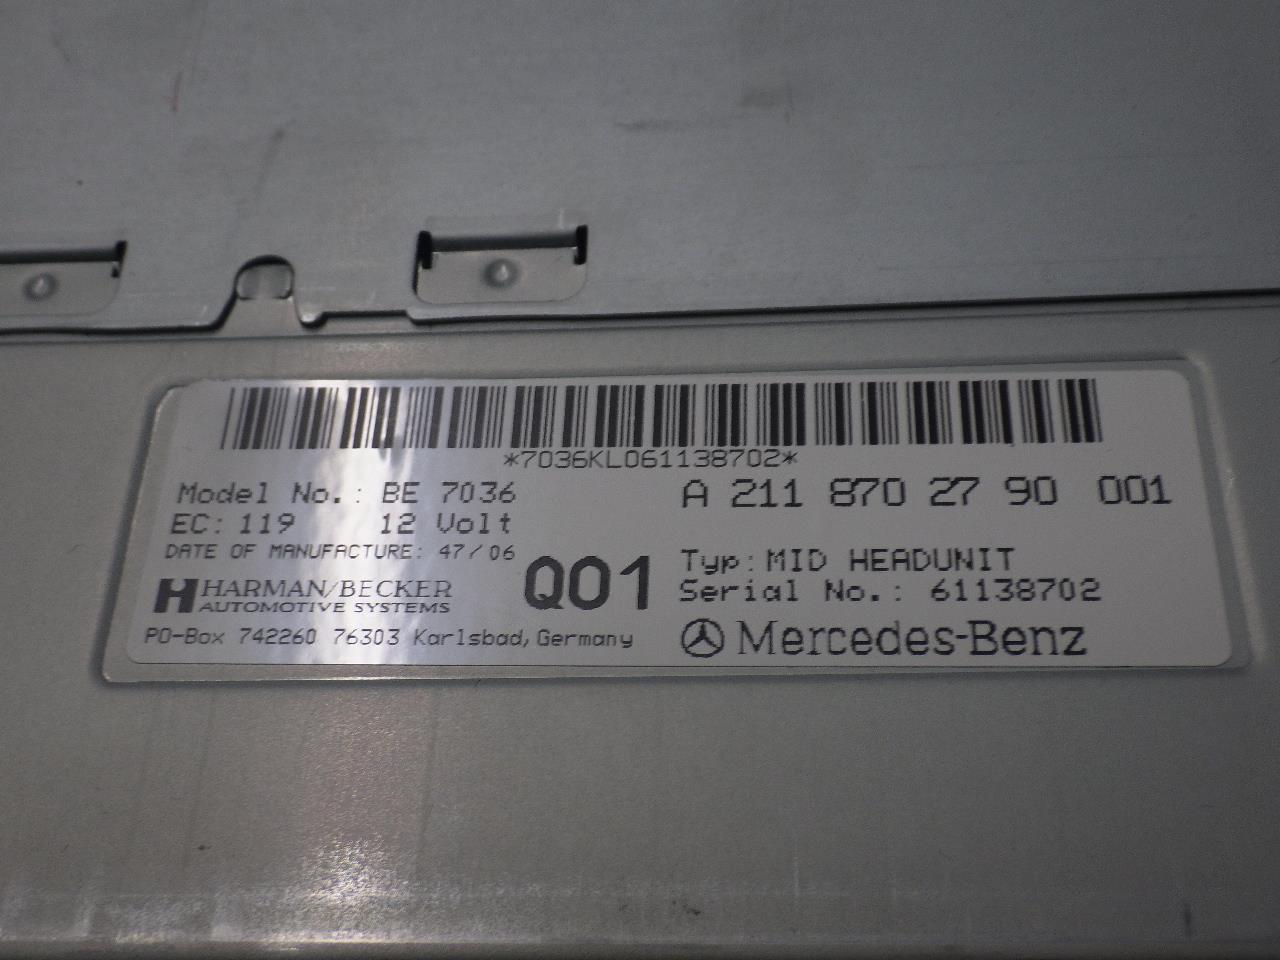 *7036KL061138702*
Model No.: BE 7036
A 211 870 27 90 001
EC: 119 12 Volt
DATE OF MANUFACTURE: 47/06
Q01
Typ: MID HEADUNIT
HARMAN/BECKER
AUTOMOTIVE SYSTEMS
Serial No.: 61138702
PO-Box 742260 76303 Karlsbad, Germany
Mercedes-Benz